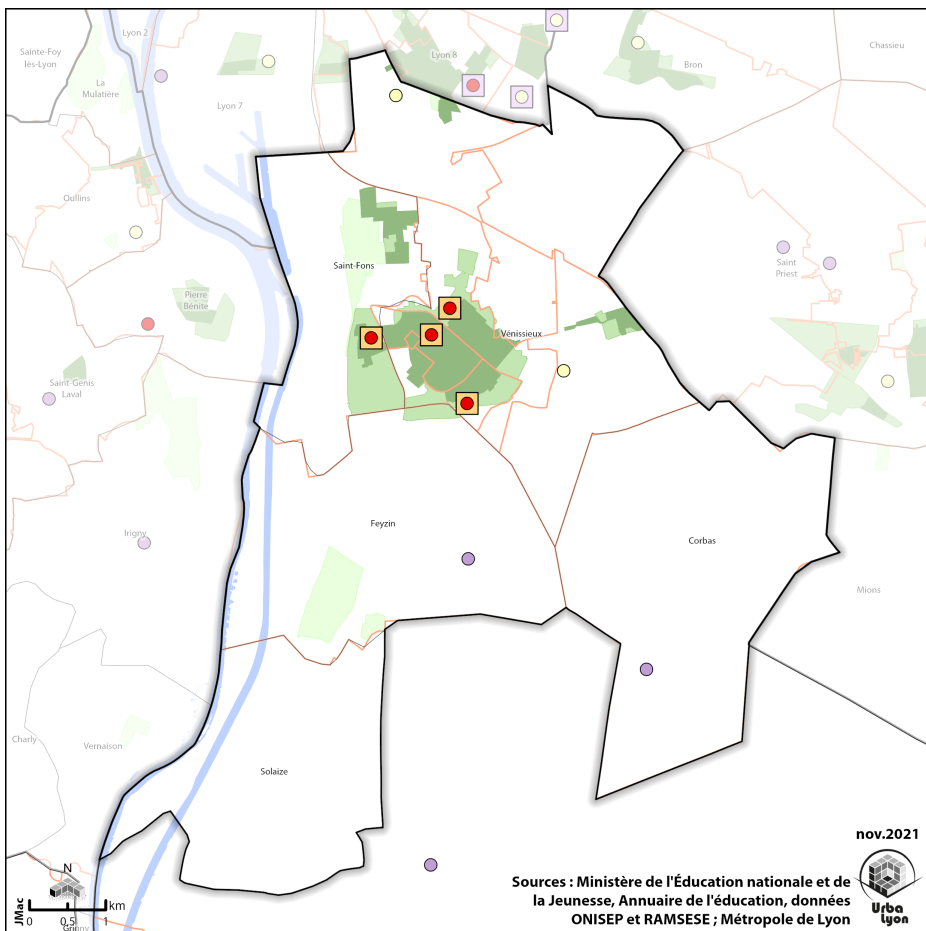 Sainte-Foy
lès-Lyon
Lyon 2
La
Mulatière
Lyon 7
Lyon 8
Bron
Chassieu
Oullins
Saint-Fons
Saint
Priest
Pierre
Bénite
Vénissieux
Saint-Genis
Laval
Feyzin
Corbas
Irigny
Mions
Charly
Vernaison
Solaize
nov.2021
Sources : Ministère de l'Éducation nationale et de
la Jeunesse, Annuaire de l'éducation, données
ONISEP et RAMSESE ; Métropole de Lyon
Urba
Lyon
JMac
N
0 0,5 1 km
Grigny